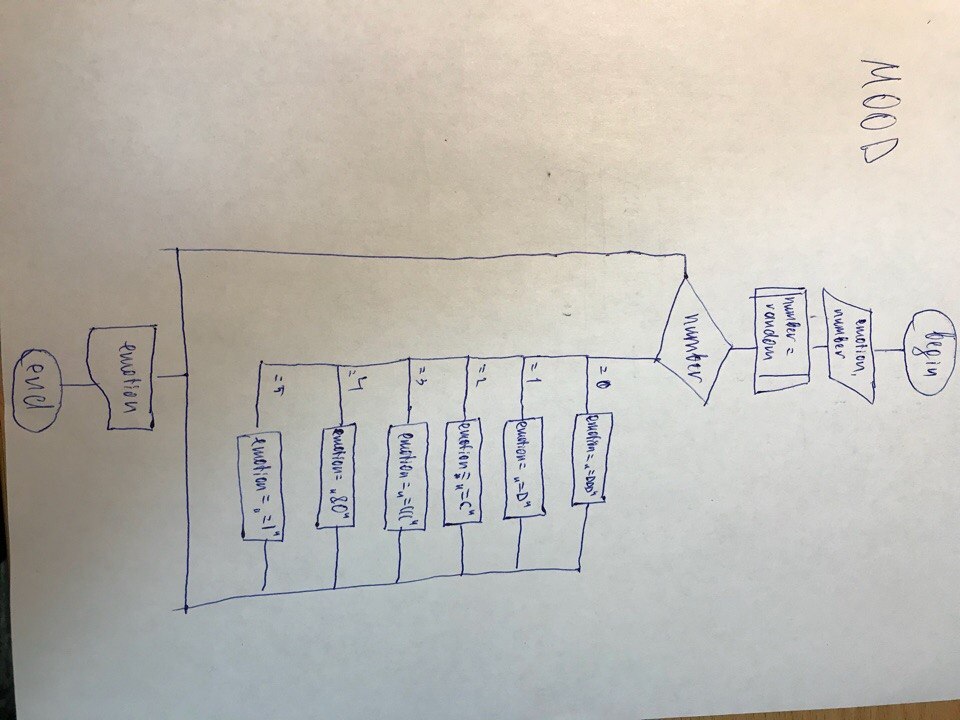 begin
MOOD
emotion,
number
number =
random
number
= 0
emotion = „=DDD“
= 1
emotion= „=D“
= 2
emotion = „=C“
= 3
emotion = „=CCC“
= 4
emotion= „8O“
= 5
emotion = „=I“
emotion
end